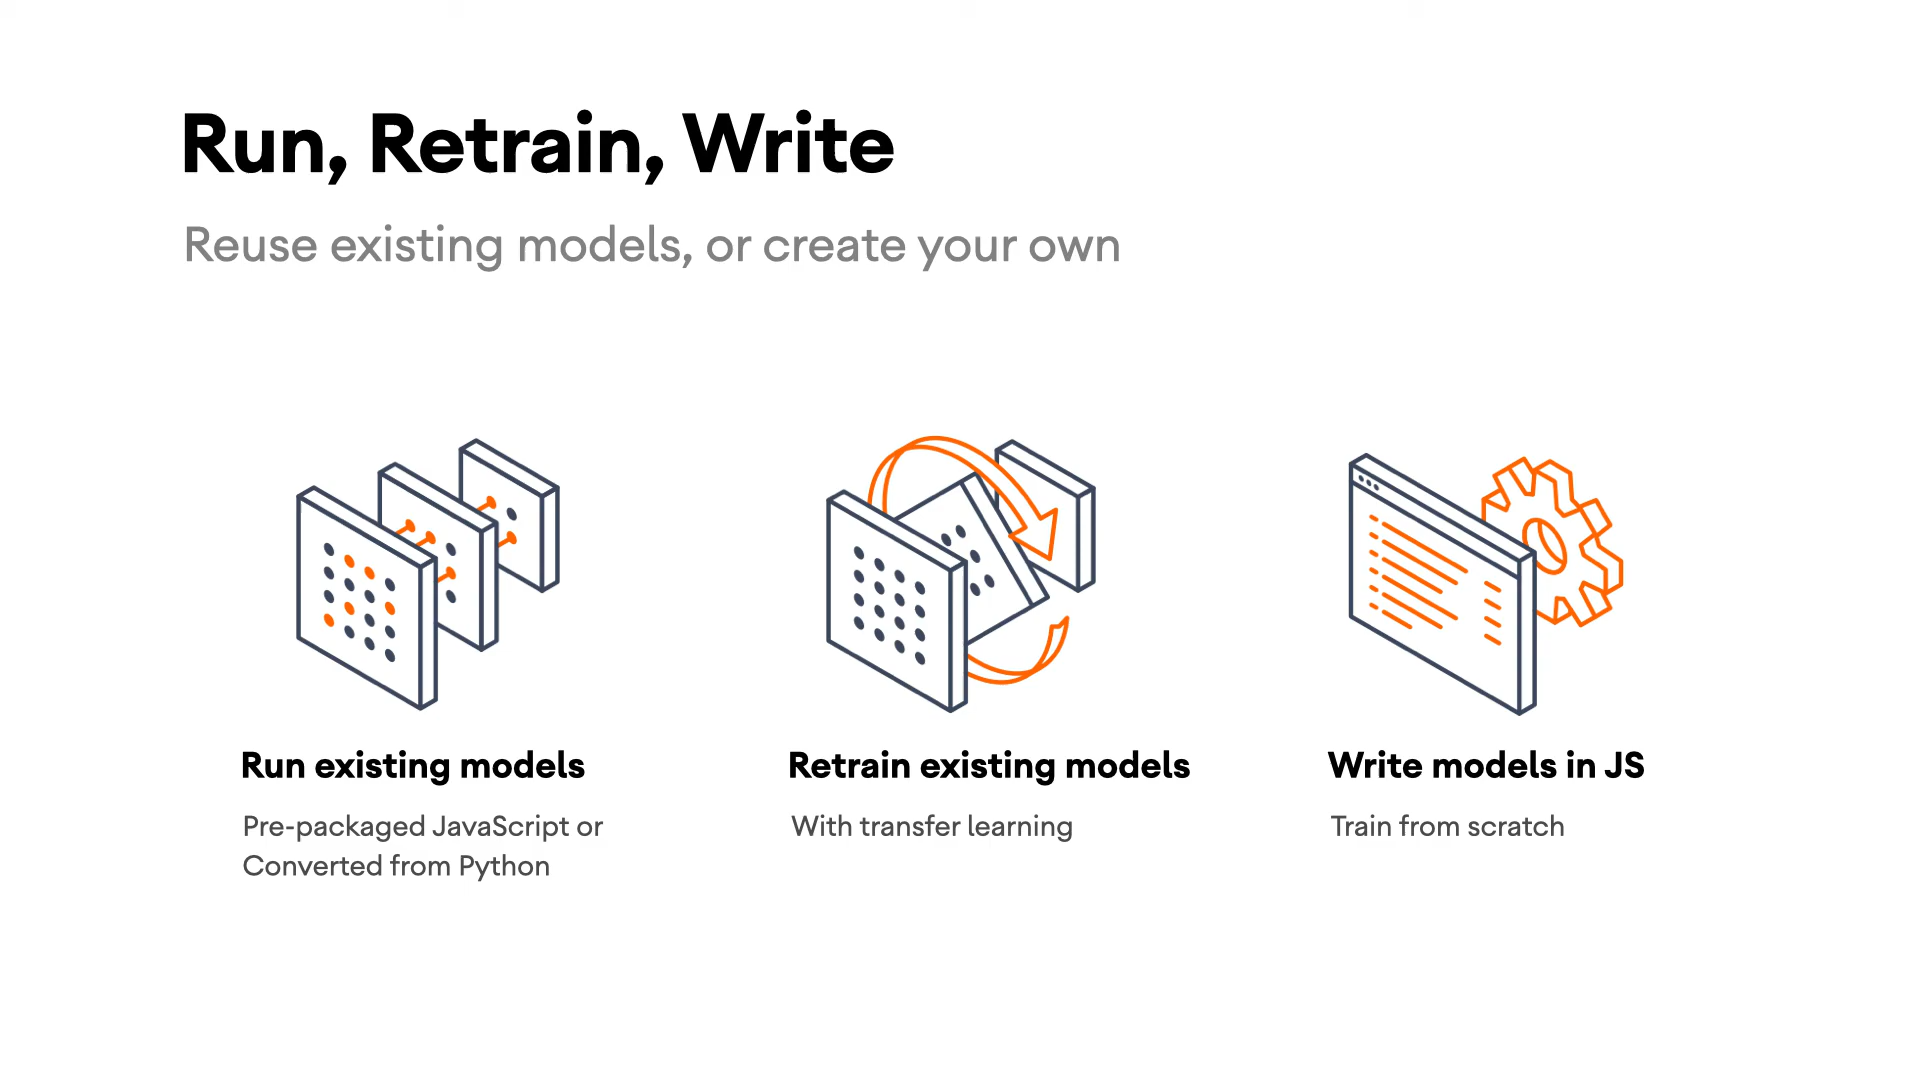 Run, Retrain, Write
Reuse existing models, or create your own
Run existing models
Pre-packaged JavaScript or
Converted from Python
Retrain existing models
With transfer learning
Write models in JS
Train from scratch